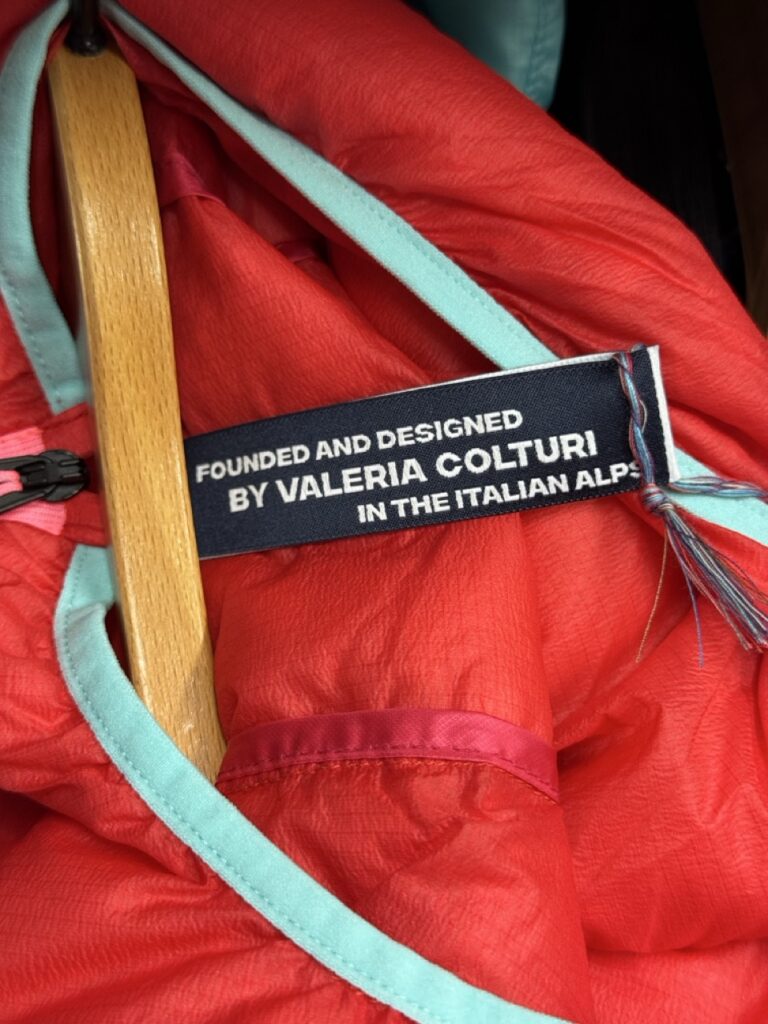 FOUNDED AND DESIGNED
BY VALERIA COLTURI
IN THE ITALIAN ALPS